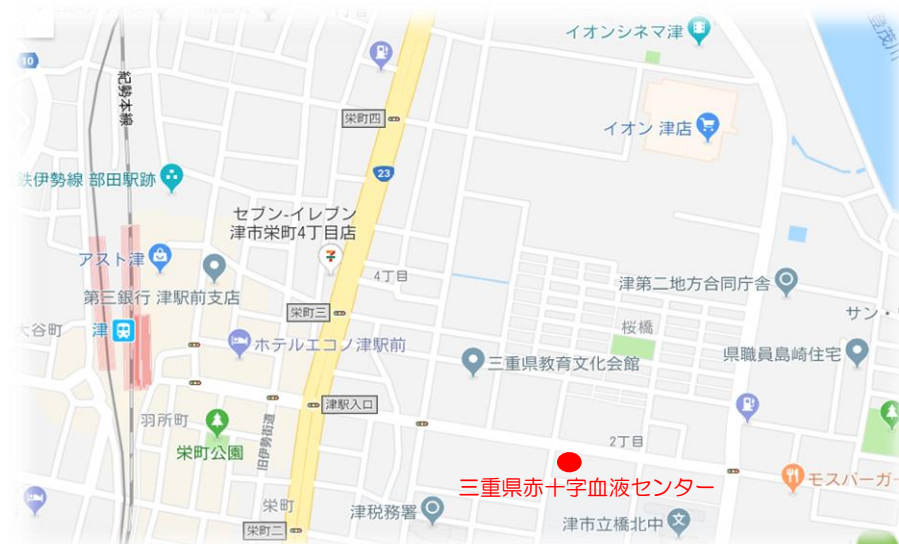 イオンシネマ津
登茂川
10
紀勢本線
栄町四
イオン 津店
23
鉄伊勢線 部田駅跡
セブン-イレブン
津市栄町4丁目店
アスト津
4丁目
第三銀行 津駅前支店
津第二地方合同庁舎
栄町三
サン・
大谷町
津
桜橋
ホテルエコノ津駅前
三重県教育文化会館
県職員島崎住宅
津駅入口
羽所町
旧伊勢街道
2丁目
栄町公園
三重県赤十字血液センター
モスバーガー
栄町
津税務署
津市立橋北中
栄町二